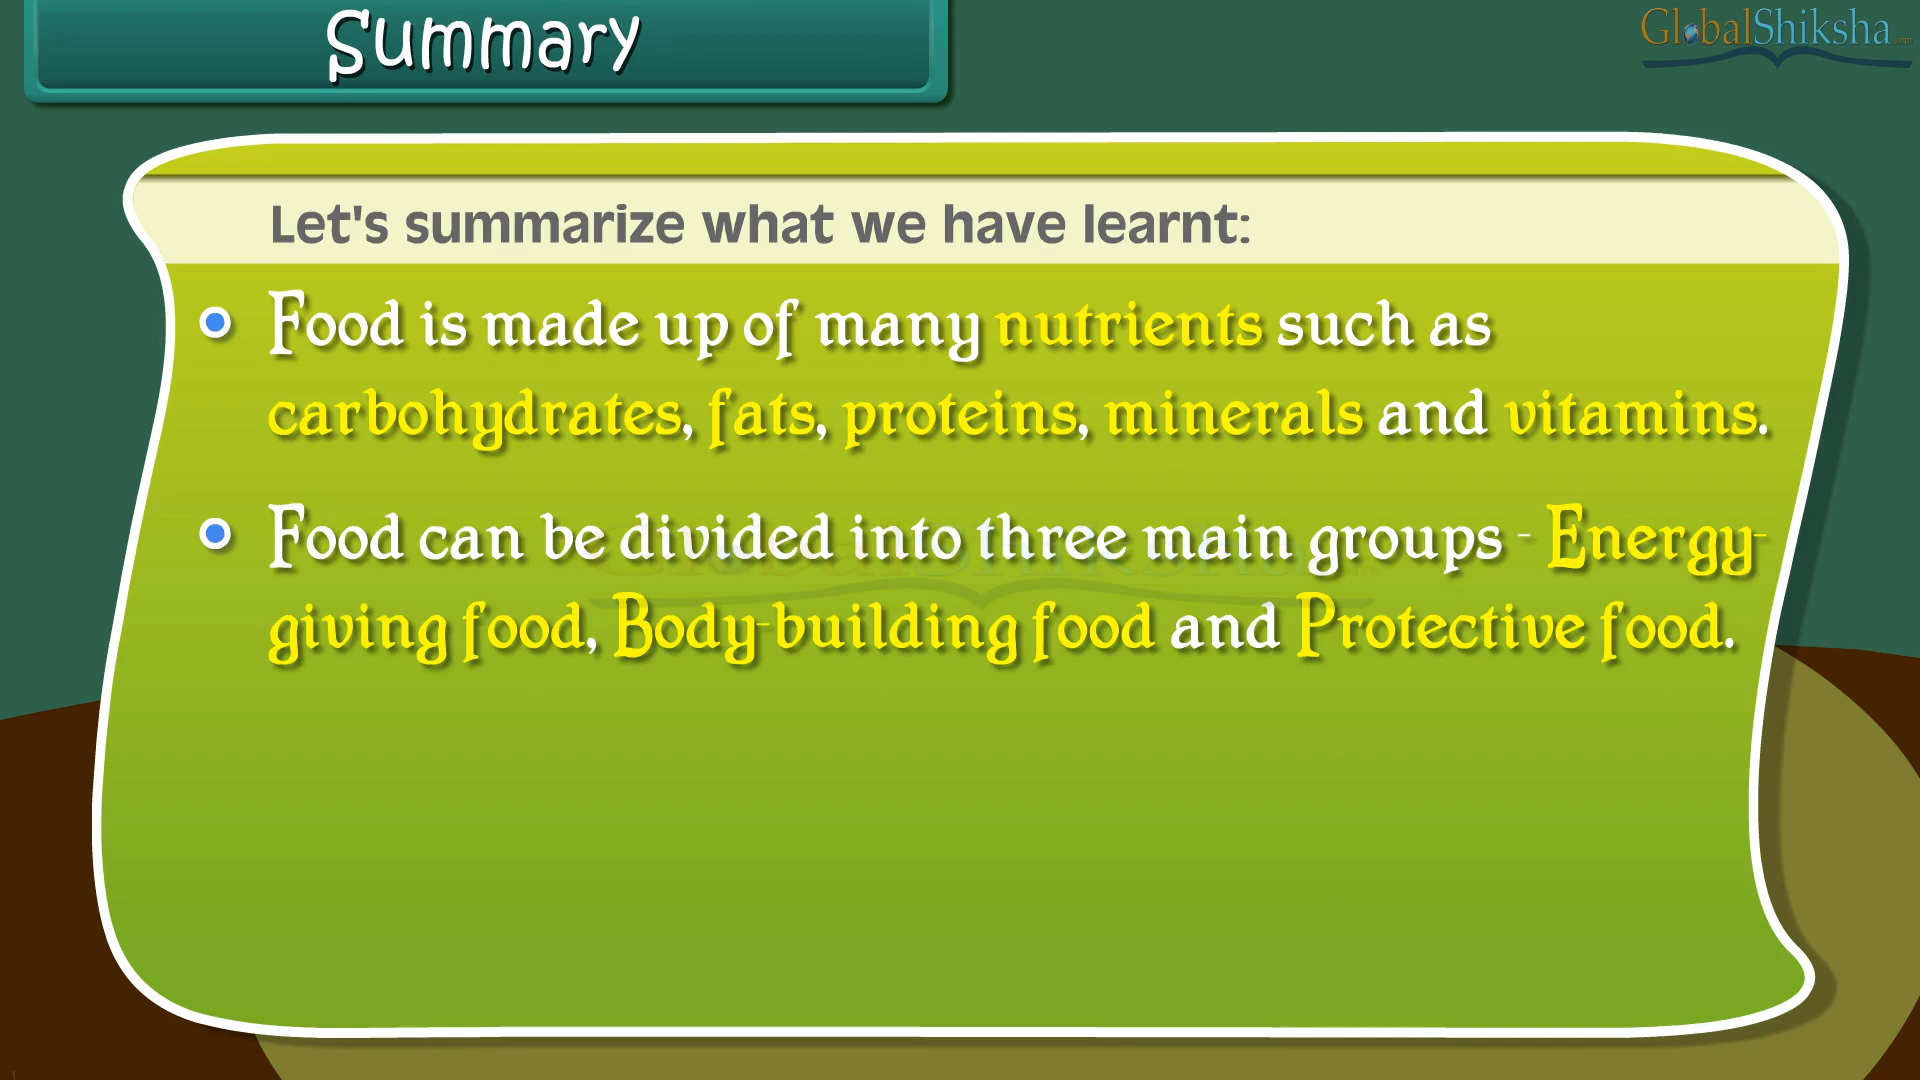 Summary
GlobalShiksha.com
Let's summarize what we have learnt:
Food is made up of many nutrients such as
carbohydrates, fats, proteins, minerals and vitamins.
Food can be divided into three main groups - Energy-
giving food, Body-building food and Protective food.